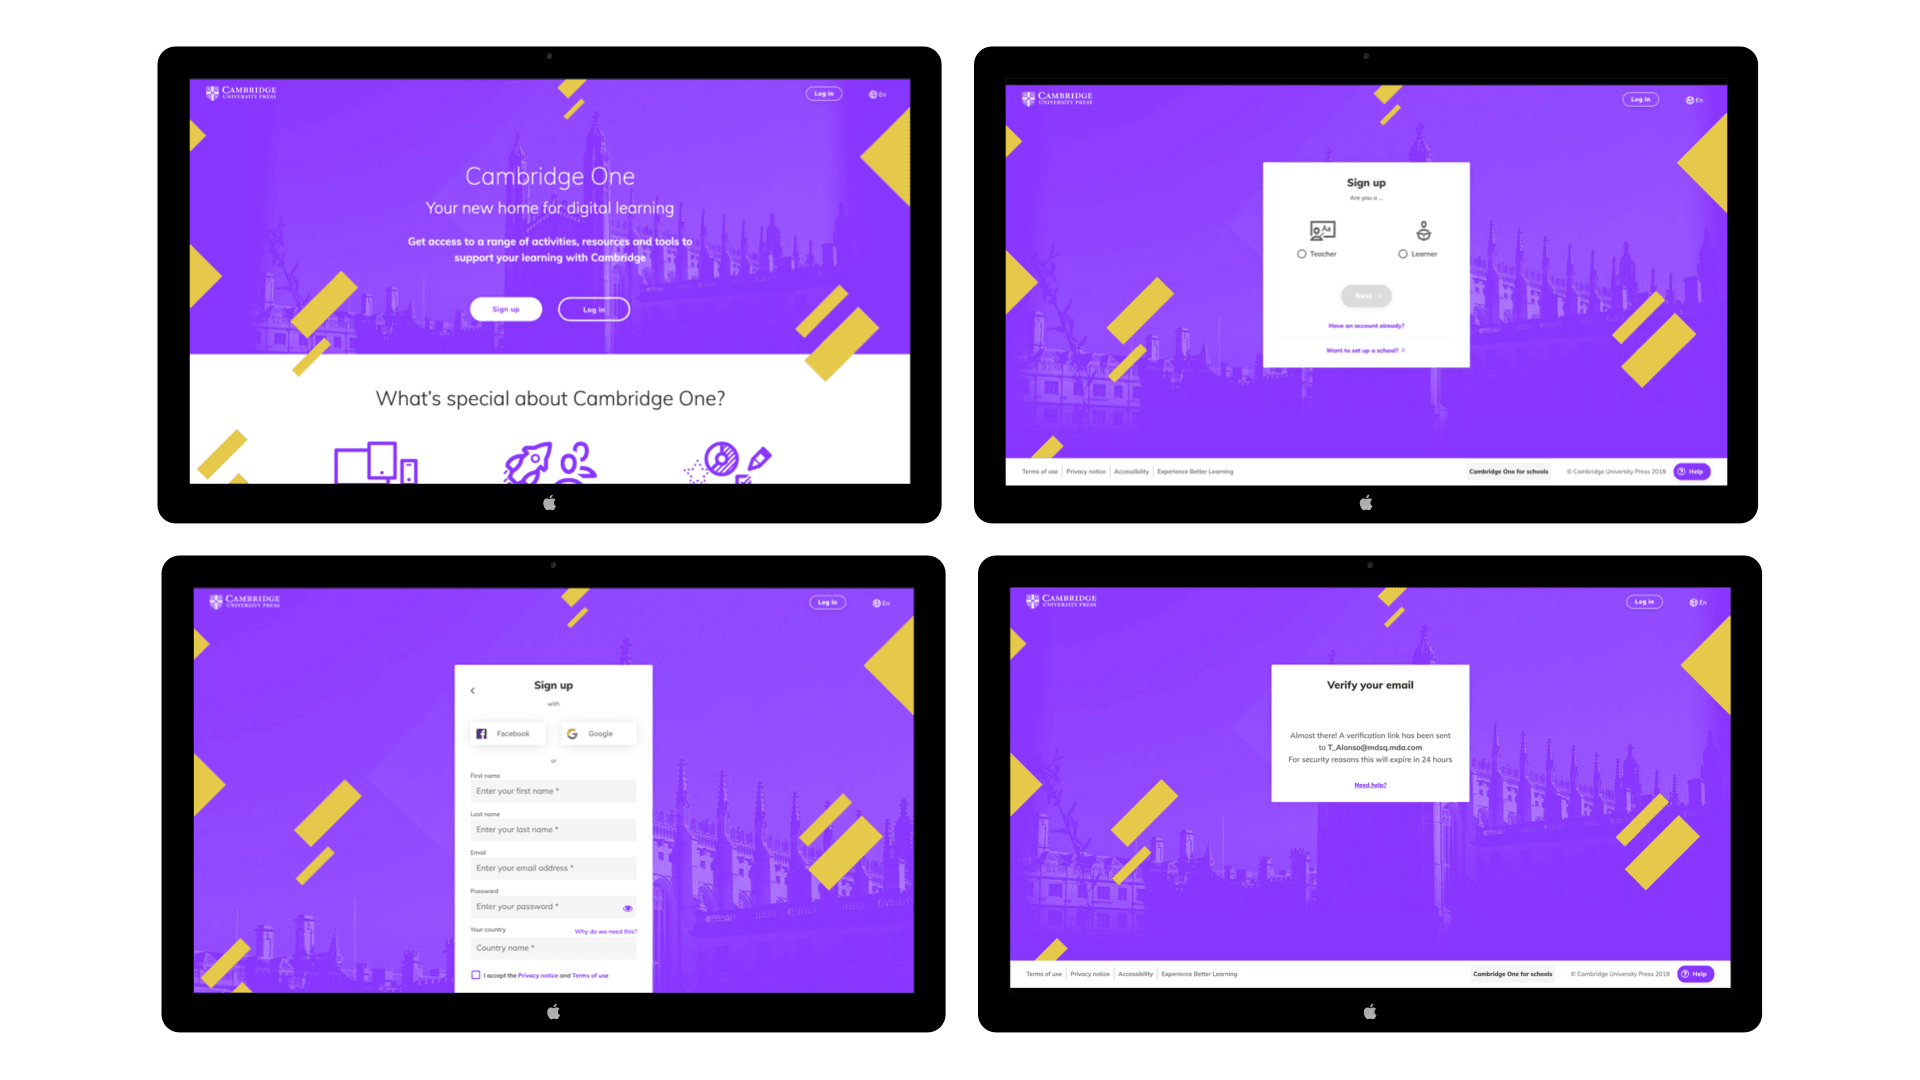 CAMBRIDGE
UNIVERSITY PRESS
Log in
En
Cambridge One
Your new home for digital learning
Get access to a range of activities, resources and tools to
support your learning with Cambridge
Sign up
Log in
What's special about Cambridge One?
CAMBRIDGE
UNIVERSITY PRESS
Log in
En
Sign up
Are you a ...
Aa
Teacher
Learner
Next
Have an account already?
Want to set up a school?
Terms of use
Privacy notice
Accessibility
Experience Better Learning
Cambridge One for schools
© Cambridge University Press 2018
Help
CAMBRIDGE
UNIVERSITY PRESS
Log in
En
Sign up
with
Facebook
Google
or
First name
Enter your first name *
Last name
Enter your last name *
Email
Enter your email address *
Password
Enter your password *
Your country
Why do we need this?
Country name *
I accept the Privacy notice and Terms of use
CAMBRIDGE
UNIVERSITY PRESS
Log in
En
Verify your email
Almost there! A verification link has been sent
to T_Alonso@mdsq.mda.com
For security reasons this will expire in 24 hours
Need help?
Terms of use
Privacy notice
Accessibility
Experience Better Learning
Cambridge One for schools
© Cambridge University Press 2018
Help